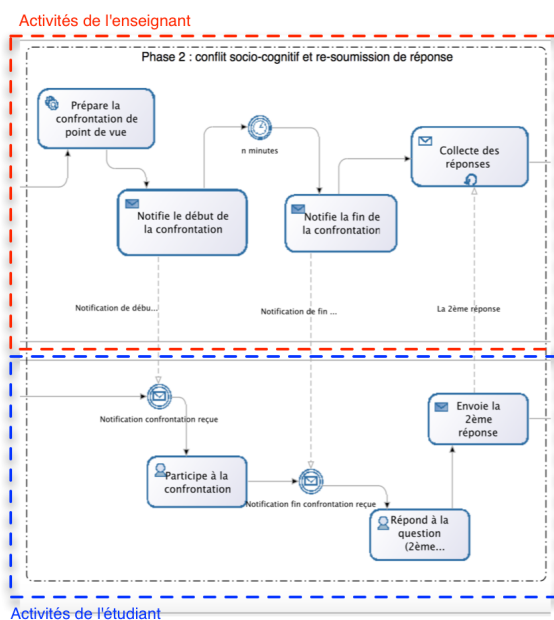 Activités de l'enseignant
Phase 2 : conflit socio-cognitif et re-soumission de réponse
Prépare la
confrontation de
point de vue
n minutes
Collecte des
réponses
Notifie le début de
la confrontation
Notifie la fin de
la confrontation
Notification de débu...
Notification de fin ...
La 2ème réponse
Notification confrontation reçue
Envoie la
2ème
réponse
Participe à la
confrontation
Notification fin confrontation reçue
Répond à la
question
(2ème...
Activités de l'étudiant